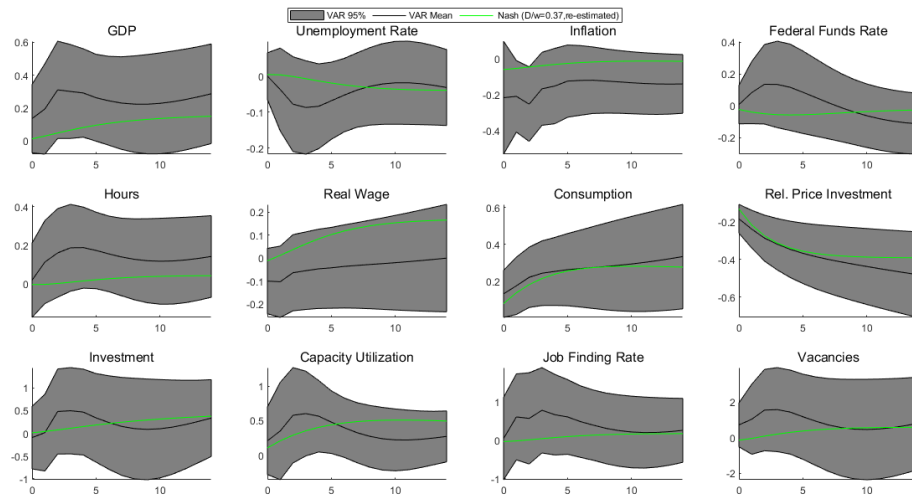 VAR 95% VAR Mean Nash (D/w=0.37,re-estimated)
GDP Unemployment Rate Inflation Federal Funds Rate
0.6 0.4 0.2 0
0 -0.1 -0.2
0 -0.2 -0.4
0.4 0.2 0 -0.2
0 5 10 0 5 10 0 5 10 0 5 10
Hours Real Wage Consumption Rel. Price Investment
0.4 0.2 0
0.2 0.1 0 -0.1 -0.2
0.6 0.4 0.2
-0.2 -0.4 -0.6
0 5 10 0 5 10 0 5 10 0 5 10
Investment Capacity Utilization Job Finding Rate Vacancies
1 0.5 0 -0.5 -1
1 0.5 0
1 0 -1
2 0 -2
0 5 10 0 5 10 0 5 10 0 5 10